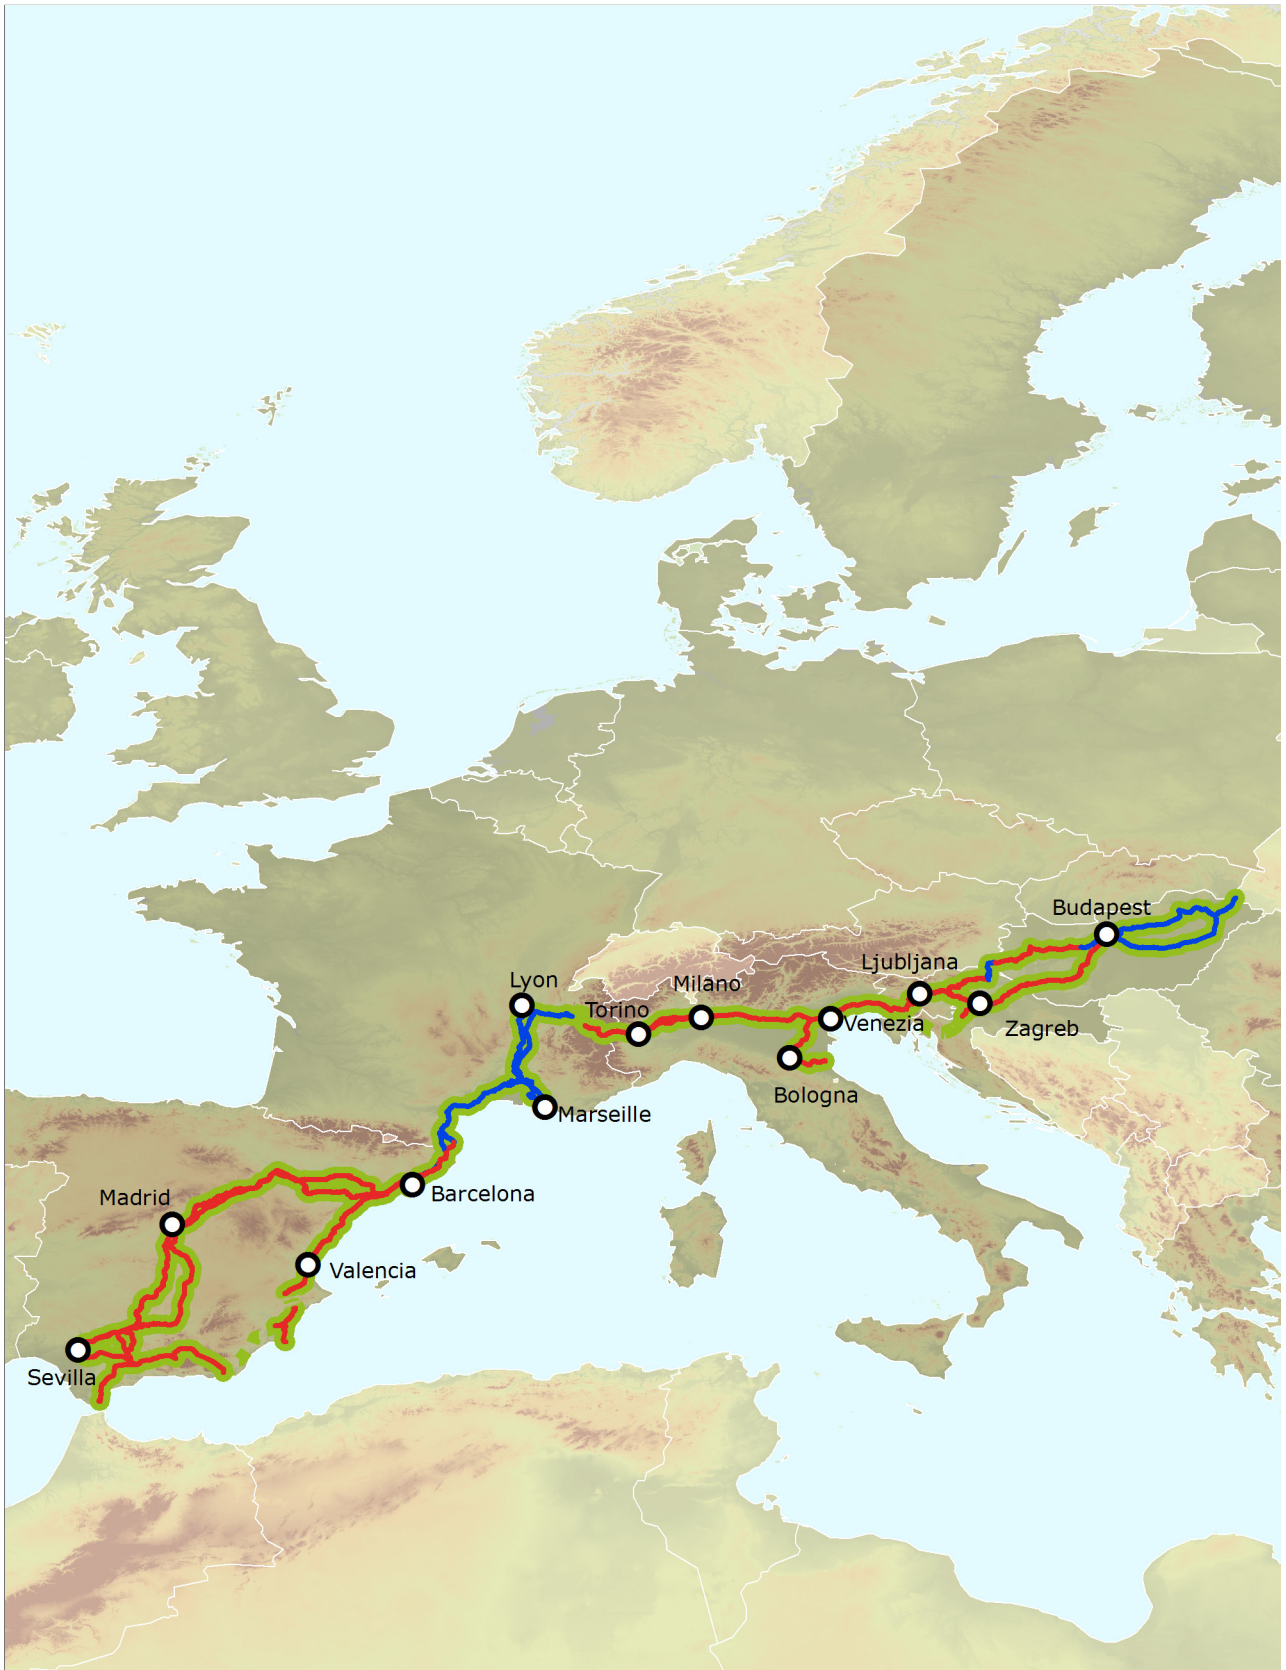 Budapest
Ljubljana
Lyon
Milano
Torino
Venezia
Zagreb
Bologna
Marseille
Madrid
Barcelona
Valencia
Sevilla